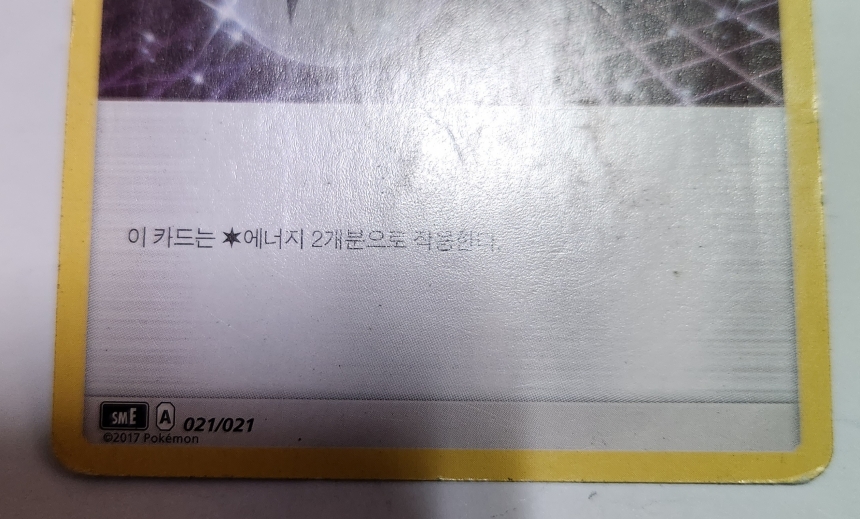 이 카드는 ★에너지 2개분으로 작용한다.
SME A 021/021
©2017 Pokémon